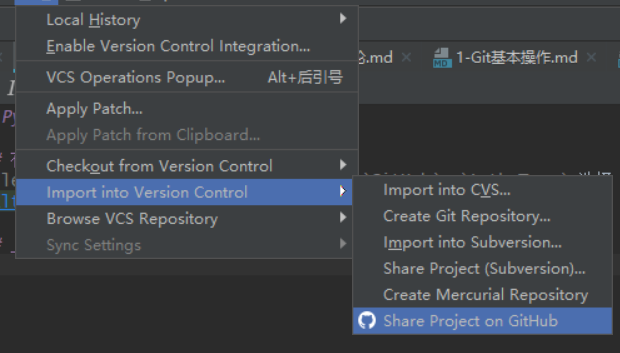 Local History
Enable Version Control Integration...
VCS Operations Popup... Alt+后引号
Apply Patch...
Apply Patch from Clipboard...
Checkout from Version Control
Import into Version Control
Browse VCS Repository
Sync Settings
.md
MD 1-Git基本操作.md
Import into CVS...
Create Git Repository...
Import into Subversion...
Share Project (Subversion)...
Create Mercurial Repository
Share Project on GitHub